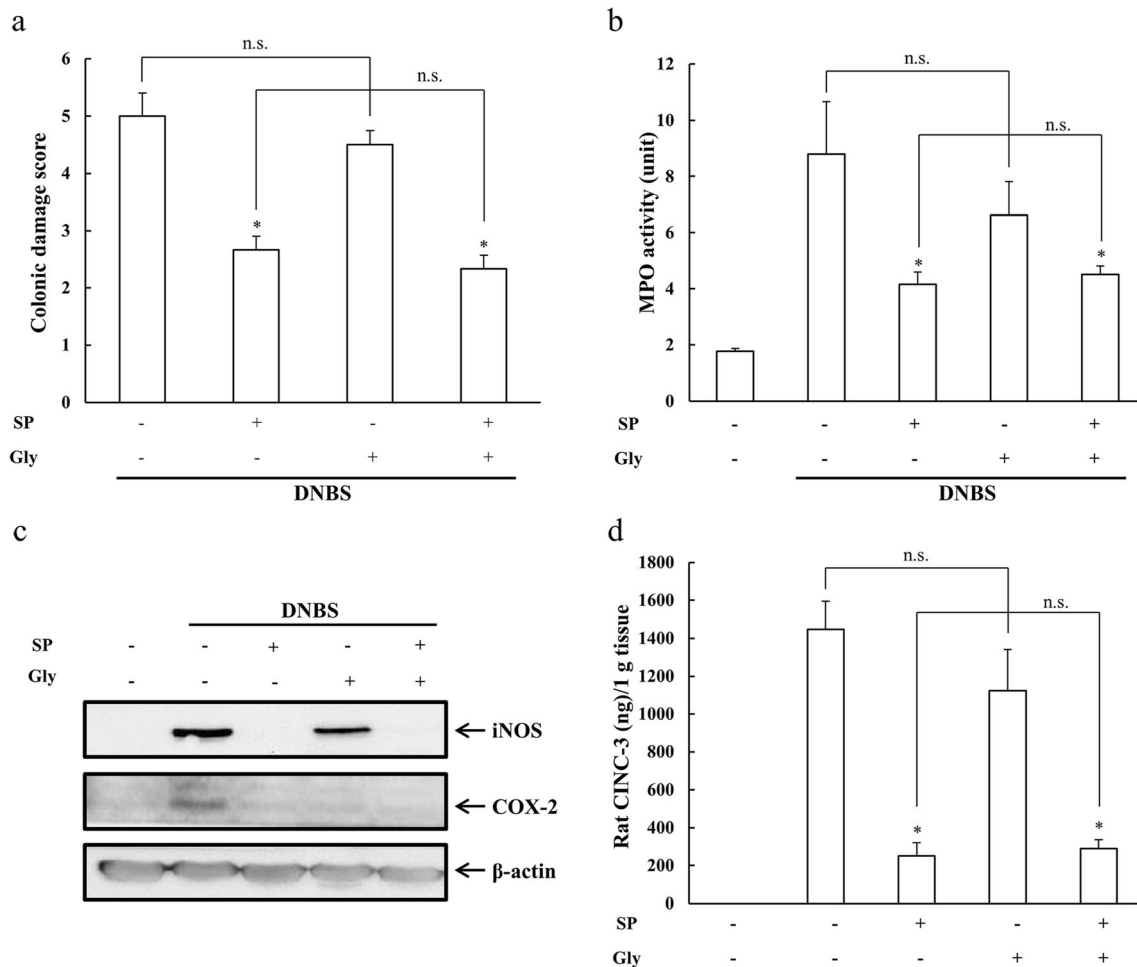 a
n.s.
n.s.
Colonic damage score
6
5
4
3
2
1
0
*
*
SP - + - +
Gly - - + +
DNBS
b
n.s.
n.s.
MPO activity (unit)
12
10
8
6
4
2
0
*
*
SP - - + - +
Gly - - - + +
DNBS
c
DNBS
SP - - + - +
Gly - - - + +
iNOS
COX-2
β-actin
d
n.s.
n.s.
Rat CINC-3 (ng)/1 g tissue
1800
1600
1400
1200
1000
800
600
400
200
0
*
*
SP - - + - +
Gly - - - + +